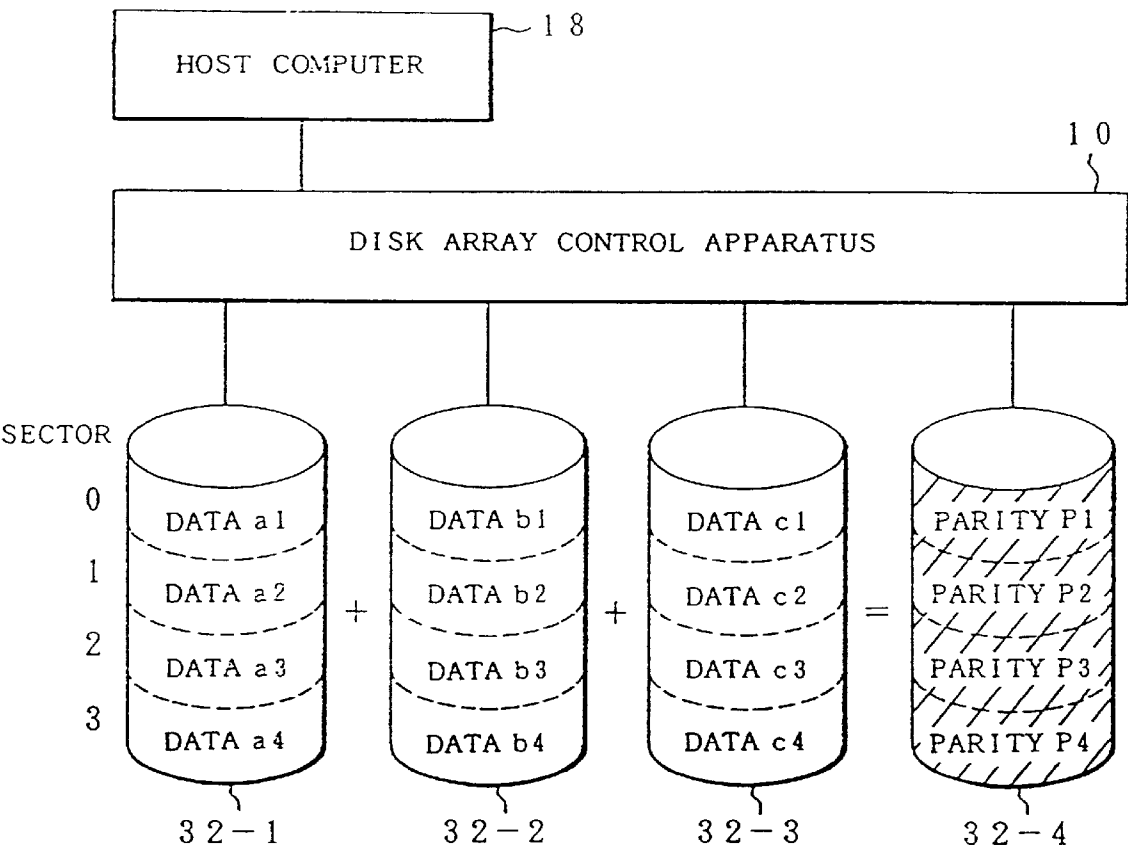 18
HOST COMPUTER
10
DISK ARRAY CONTROL APPARATUS
SECTOR
0
DATA a1 DATA b1 DATA c1 PARITY P1
1
DATA a2 + DATA b2 + DATA c2 = PARITY P2
2
DATA a3 DATA b3 DATA c3 PARITY P3
3
DATA a4 DATA b4 DATA c4 PARITY P4
32-1 32-2 32-3 32-4